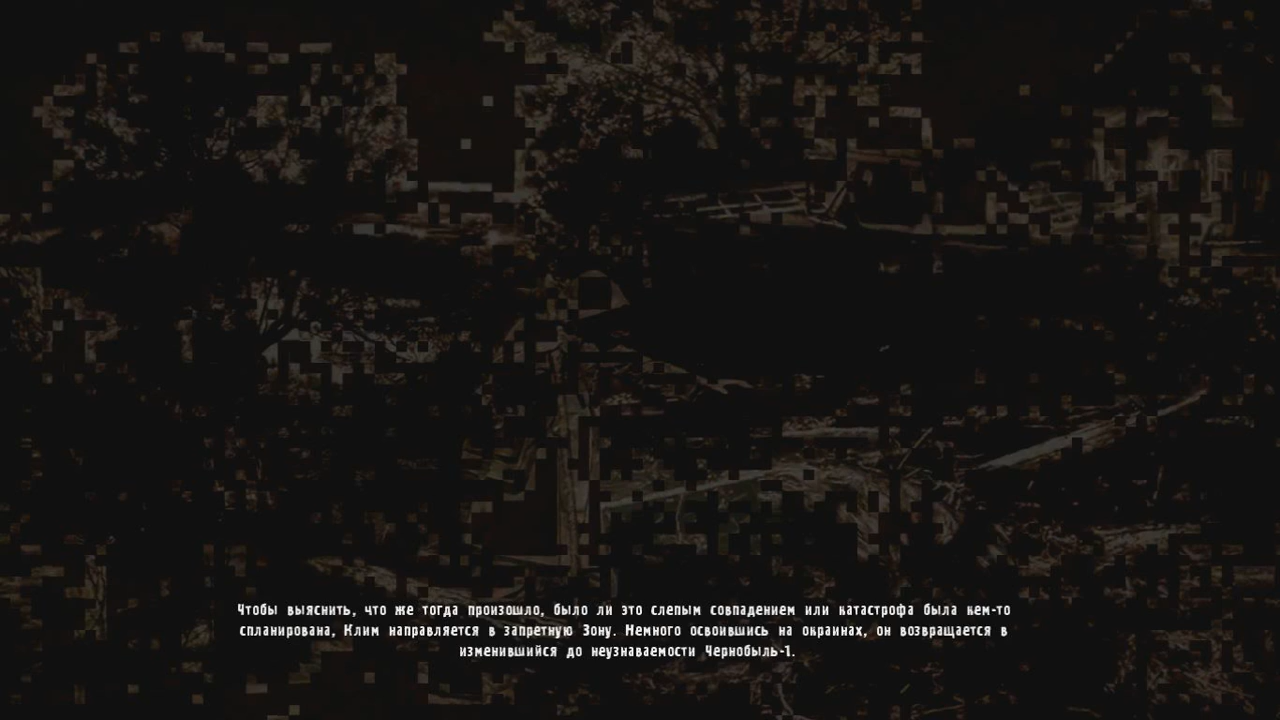 Чтобы выяснить, что же тогда произошло, было ли это слепым совпадением или катастрофа была кем-то
спланирована, Клим направляется в запретную Зону. Немного освоившись на окраинах, он возвращается в
изменившийся до неузнаваемости Чернобыль-1.